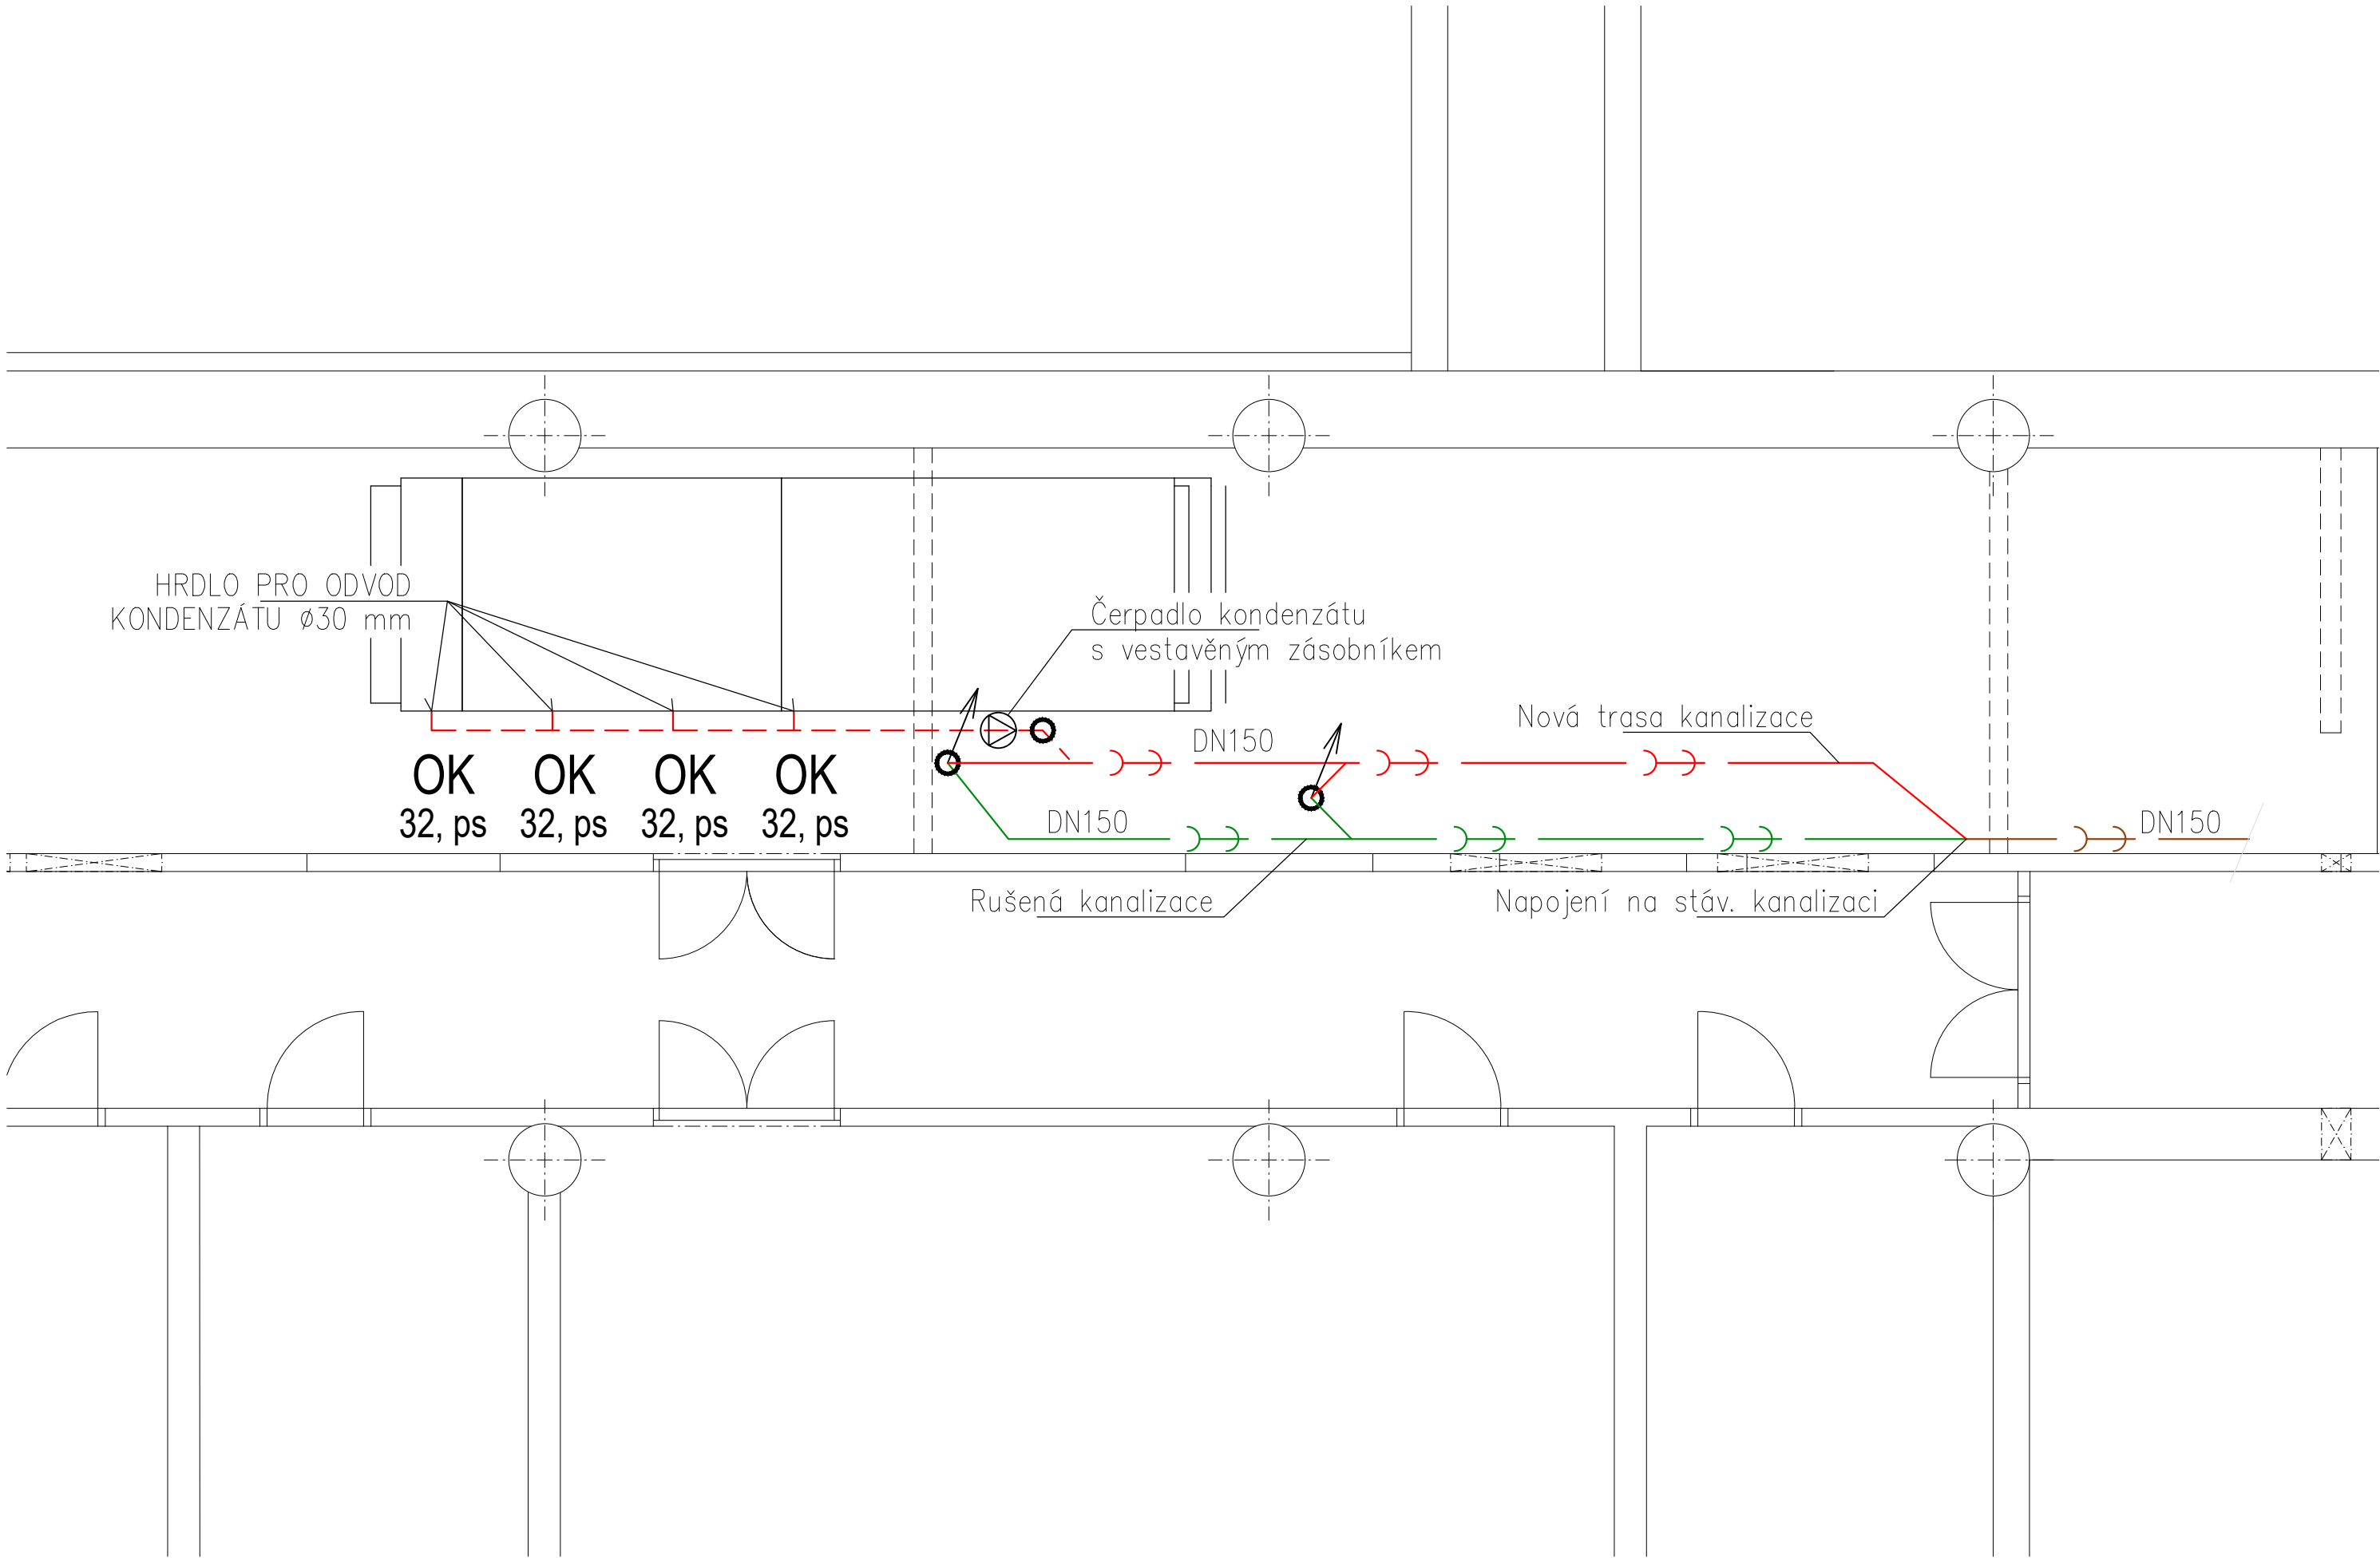 HRDLO PRO ODVOD
KONDENZÁTU Ø30 mm
Čerpadlo kondenzátu
s vestavěným zásobníkem
Nová trasa kanalizace
DN150
OK OK OK OK
32, ps 32, ps 32, ps 32, ps
DN150
DN150
Rušená kanalizace
Napojení na stáv. kanalizaci